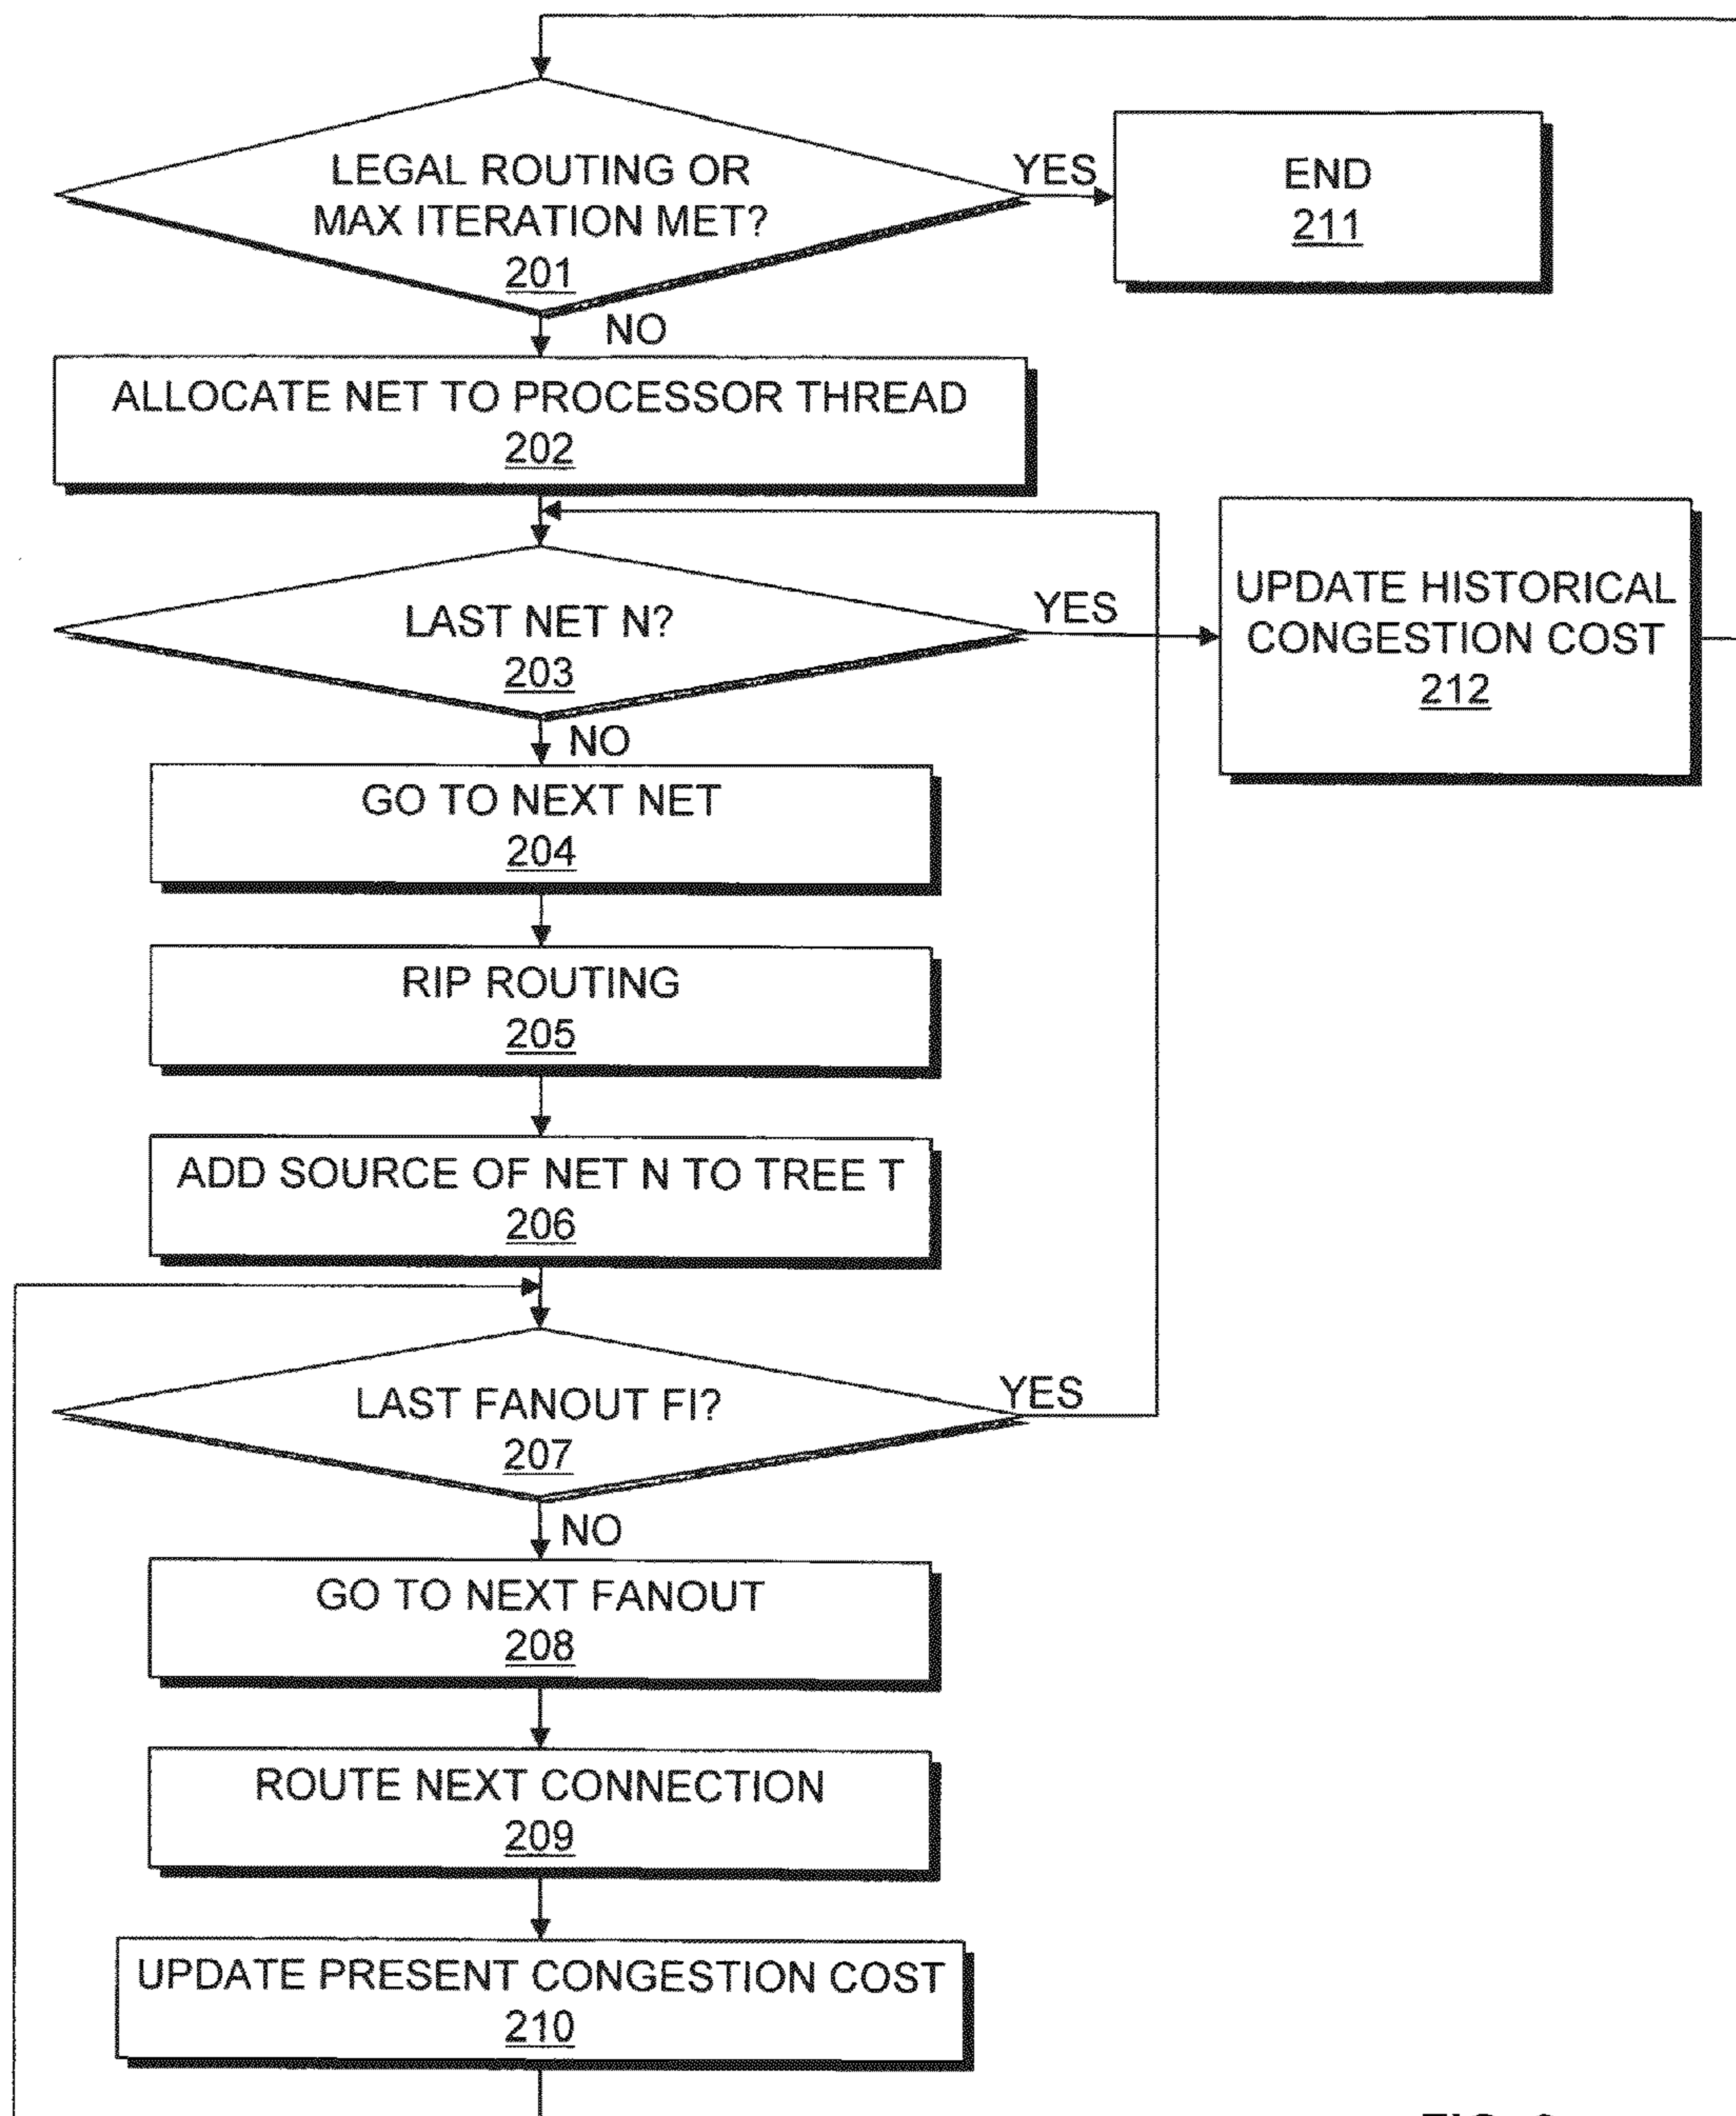 LEGAL ROUTING OR
MAX ITERATION MET?
201
YES
END
211
NO
ALLOCATE NET TO PROCESSOR THREAD
202
LAST NET N?
203
YES
UPDATE HISTORICAL
CONGESTION COST
212
NO
GO TO NEXT NET
204
RIP ROUTING
205
ADD SOURCE OF NET N TO TREE T
206
LAST FANOUT FI?
207
YES
NO
GO TO NEXT FANOUT
208
ROUTE NEXT CONNECTION
209
UPDATE PRESENT CONGESTION COST
210